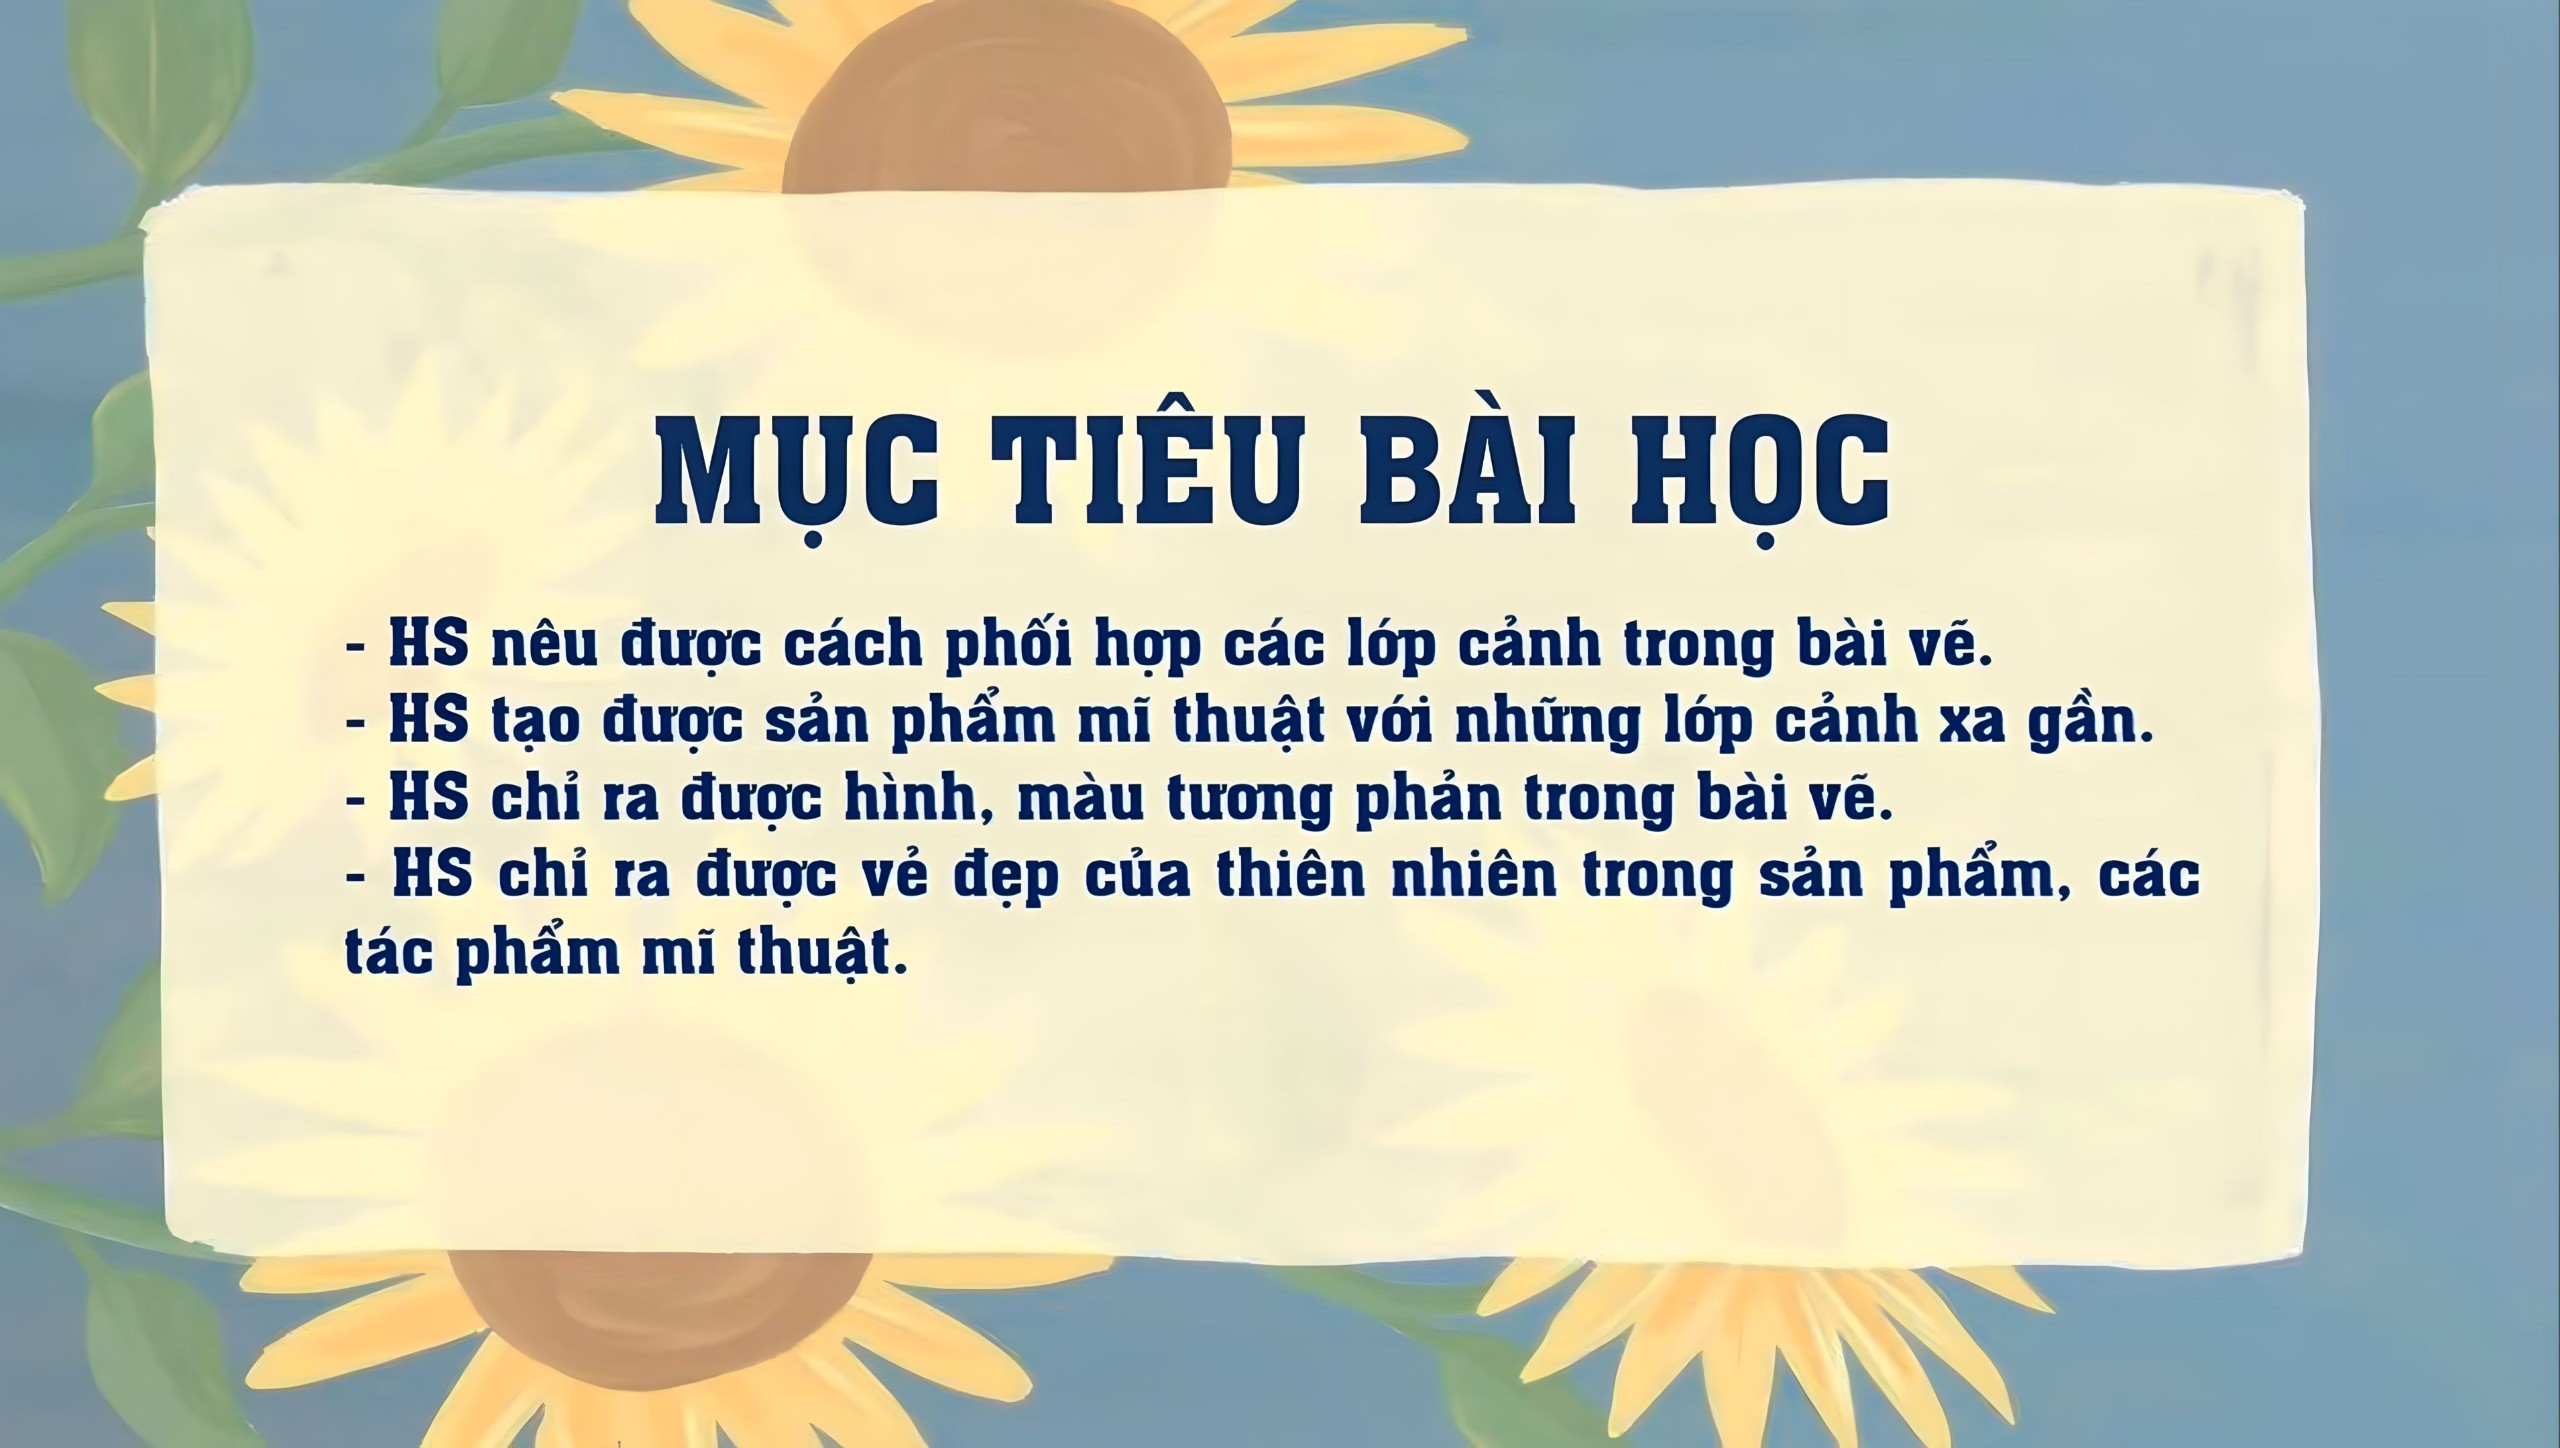 MỤC TIÊU BÀI HỌC
- HS nêu được cách phối hợp các lớp cảnh trong bài vẽ.
- HS tạo được sản phẩm mĩ thuật với những lớp cảnh xa gần.
- HS chỉ ra được hình, màu tương phản trong bài vẽ.
- HS chỉ ra được vẻ đẹp của thiên nhiên trong sản phẩm, các
tác phẩm mĩ thuật.